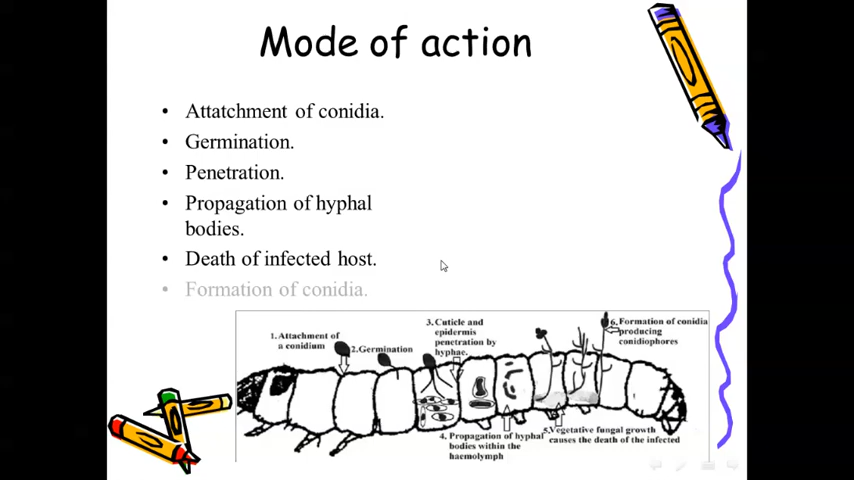 Mode of action
• Attatchment of conidia.
• Germination.
• Penetration.
• Propagation of hyphal
bodies.
• Death of infected host.
• Formation of conidia.
1.Attachment of
a conidium
2.Germination
3. Cuticle and
epidermis
penetration by
hyphae.
6. Formation of conidia
producing
conidiophores
4. Propagation of hyphal
bodies within the
haemolymph
5.Vegetative fungal growth
causes the death of the infected